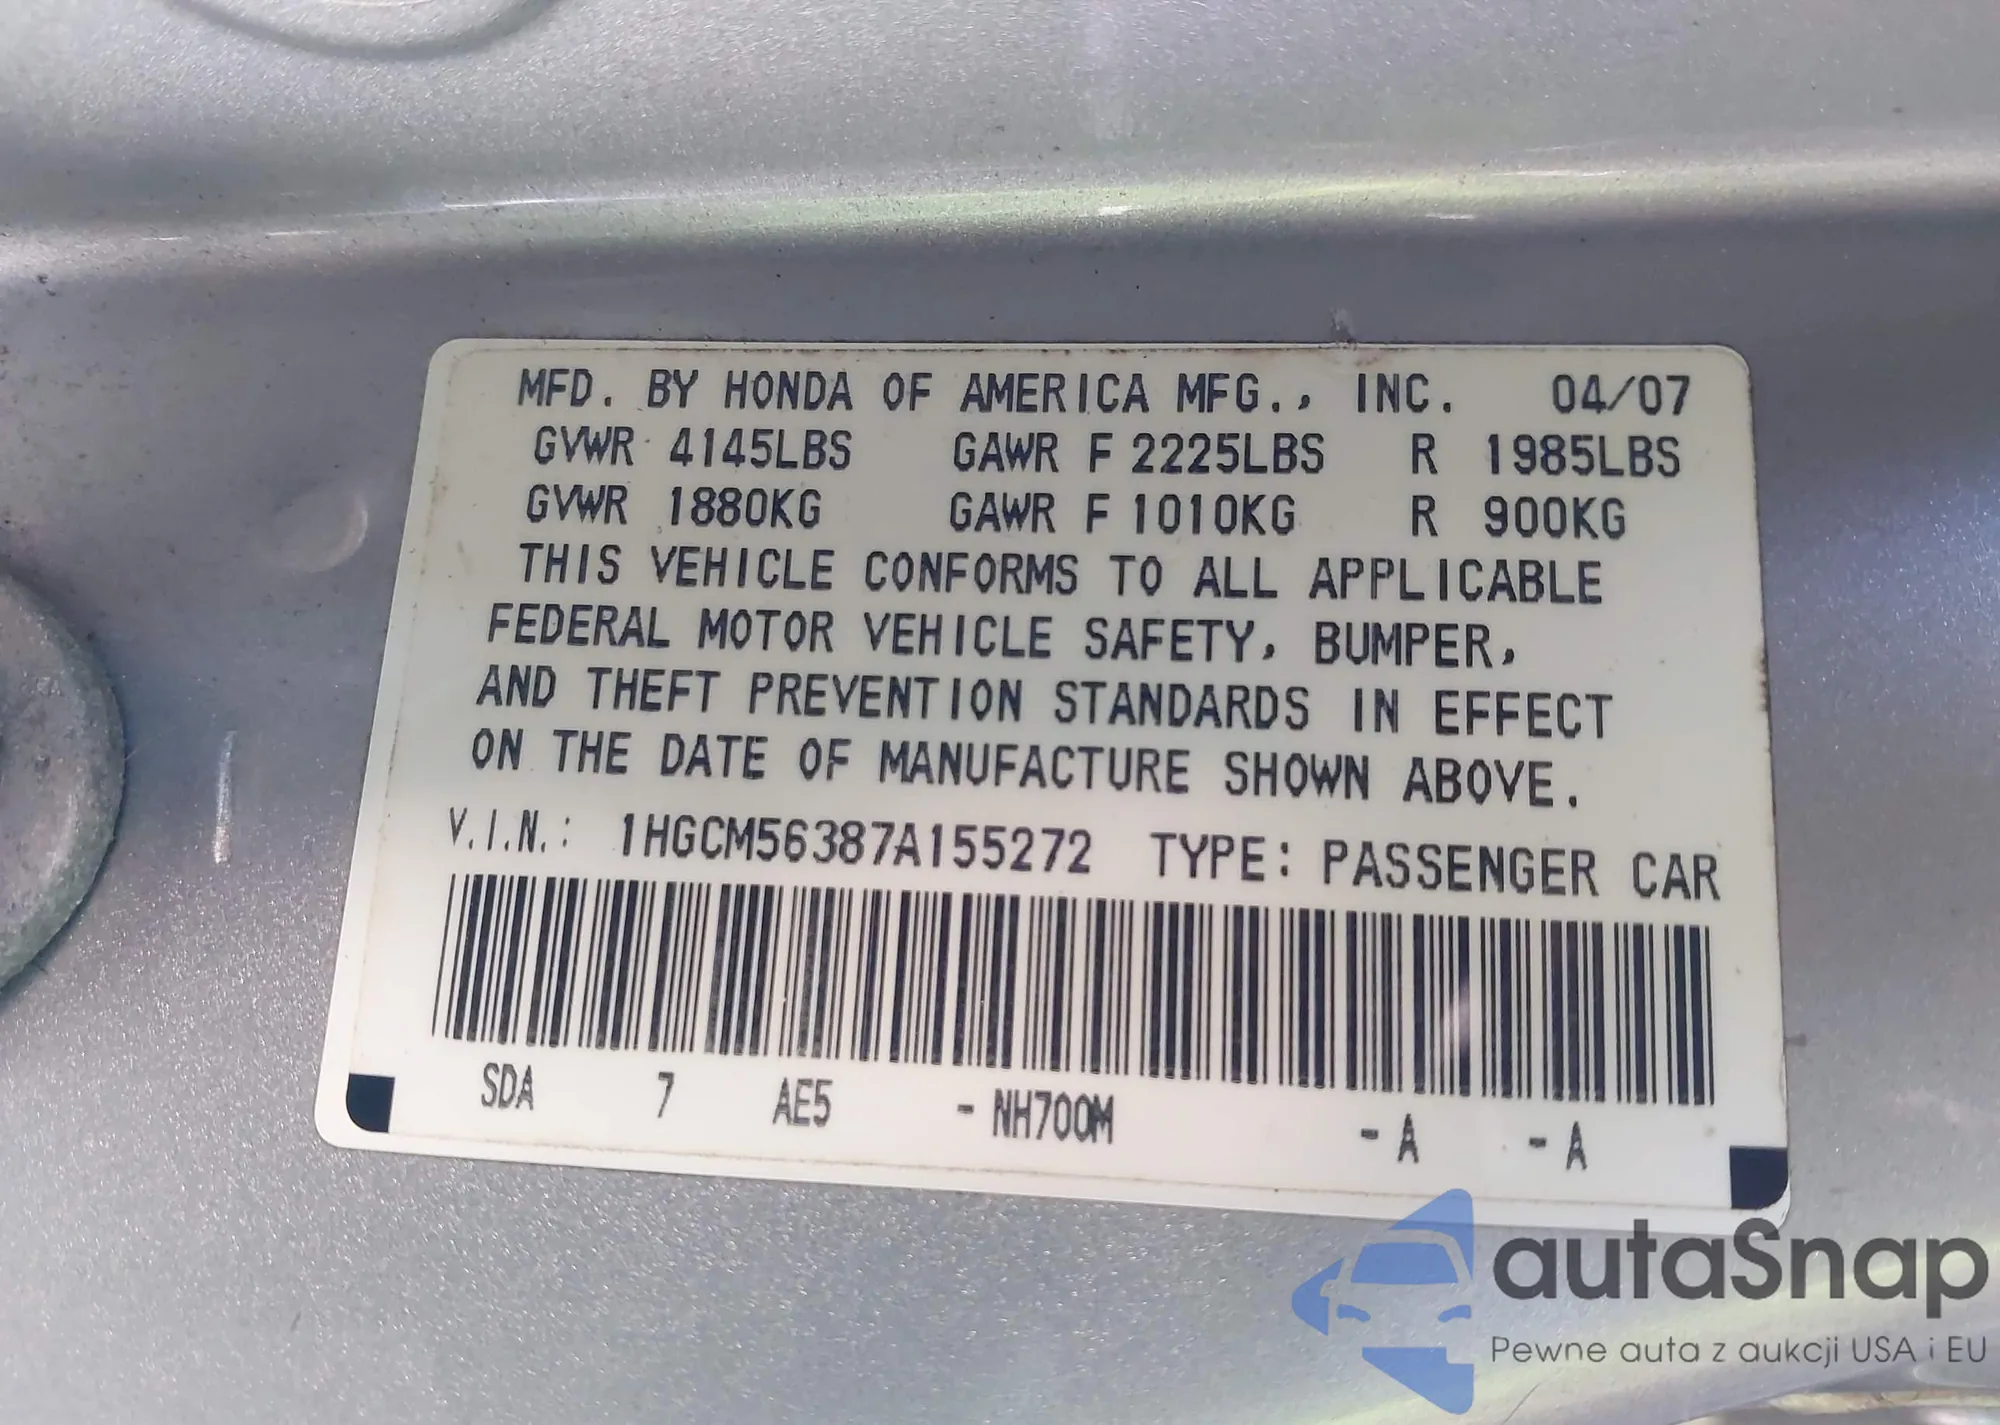 MFD. BY HONDA OF AMERICA MFG., INC. 04/07
GVWR 4145LBS GAWR F 2225LBS R 1985LBS
GVWR 1880KG GAWR F 1010KG R 900KG
THIS VEHICLE CONFORMS TO ALL APPLICABLE
FEDERAL MOTOR VEHICLE SAFETY, BUMPER,
AND THEFT PREVENTION STANDARDS IN EFFECT
ON THE DATE OF MANUFACTURE SHOWN ABOVE.
V.I.N.: 1HGCM56387A155272 TYPE: PASSENGER CAR
SDA 7 AE5 - NH700M - A - A
autaSnap
Pewne auta z aukcji USA i EU